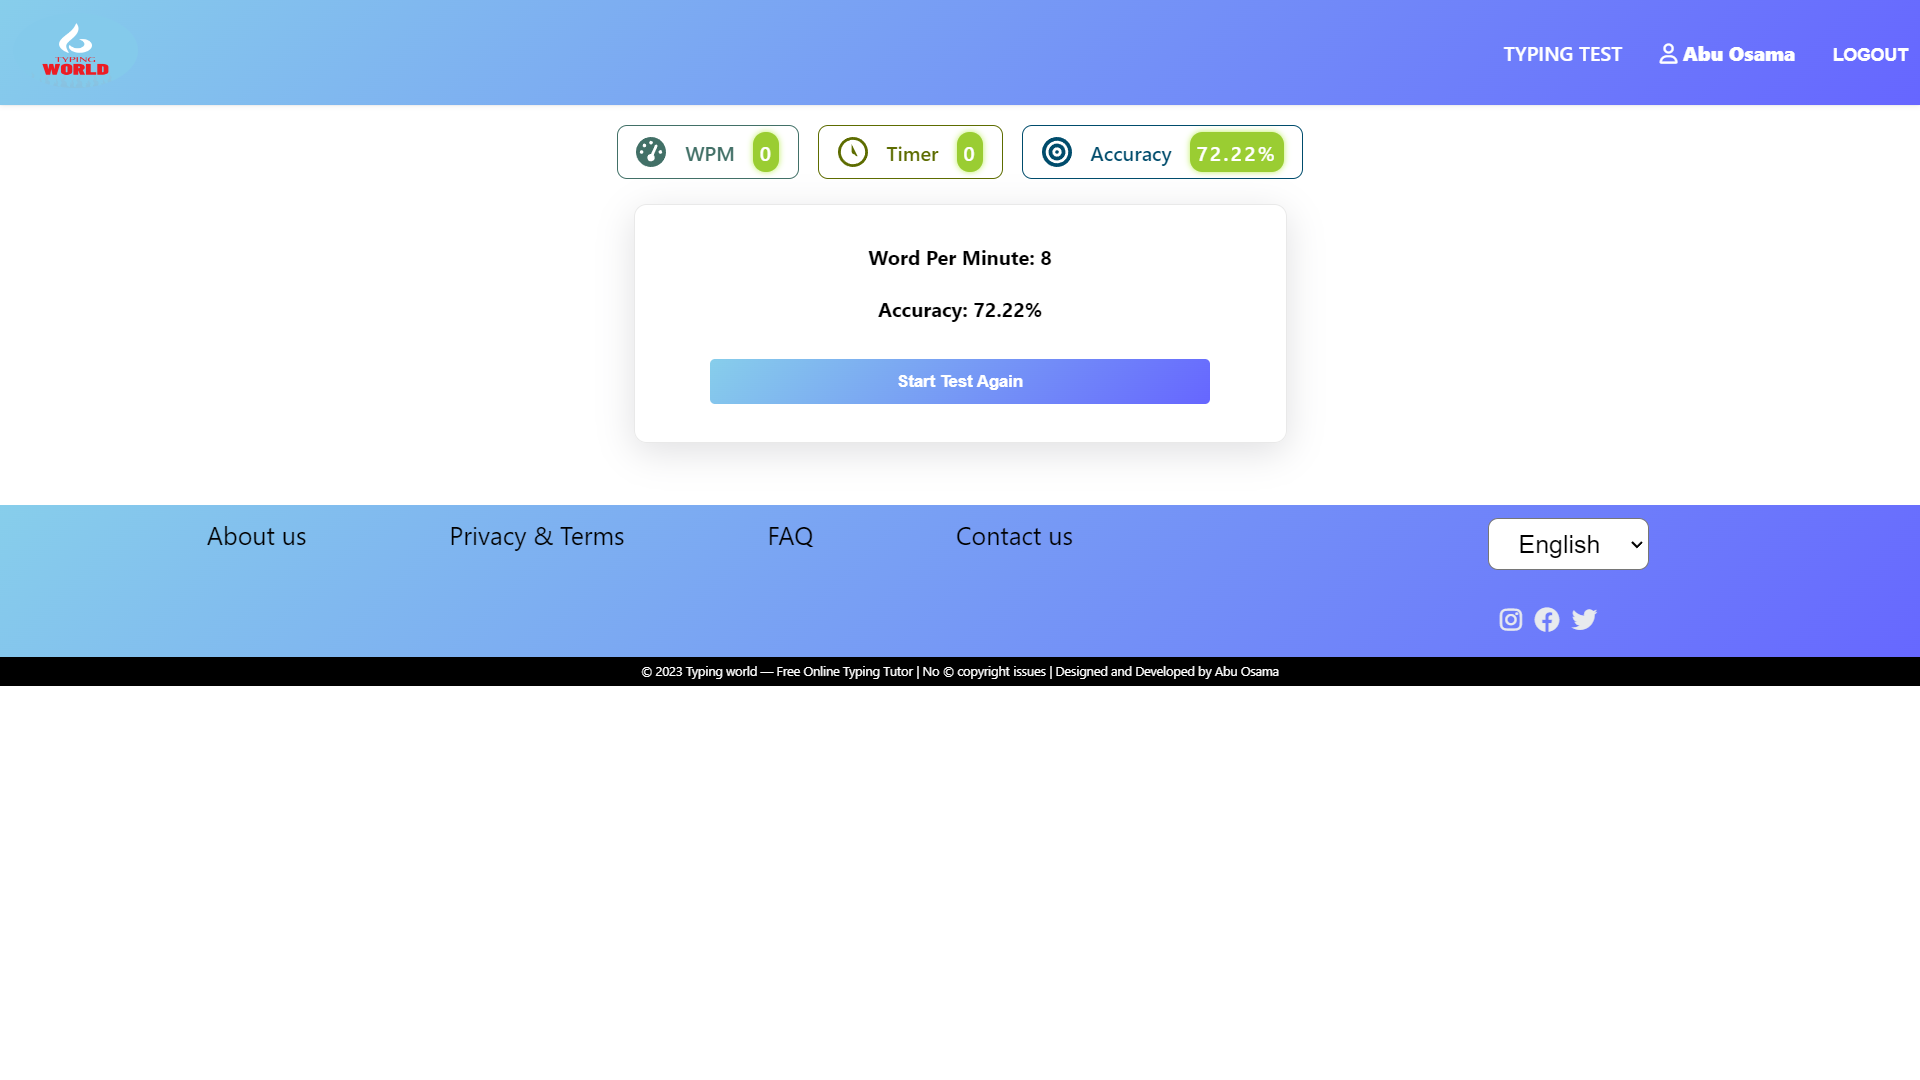 TYPING
WORLD
TYPING TEST
Abu Osama
LOGOUT
WPM 0
Timer 0
Accuracy 72.22%
Word Per Minute: 8
Accuracy: 72.22%
Start Test Again
About us
Privacy & Terms
FAQ
Contact us
English
© 2023 Typing world — Free Online Typing Tutor | No © copyright issues | Designed and Developed by Abu Osama